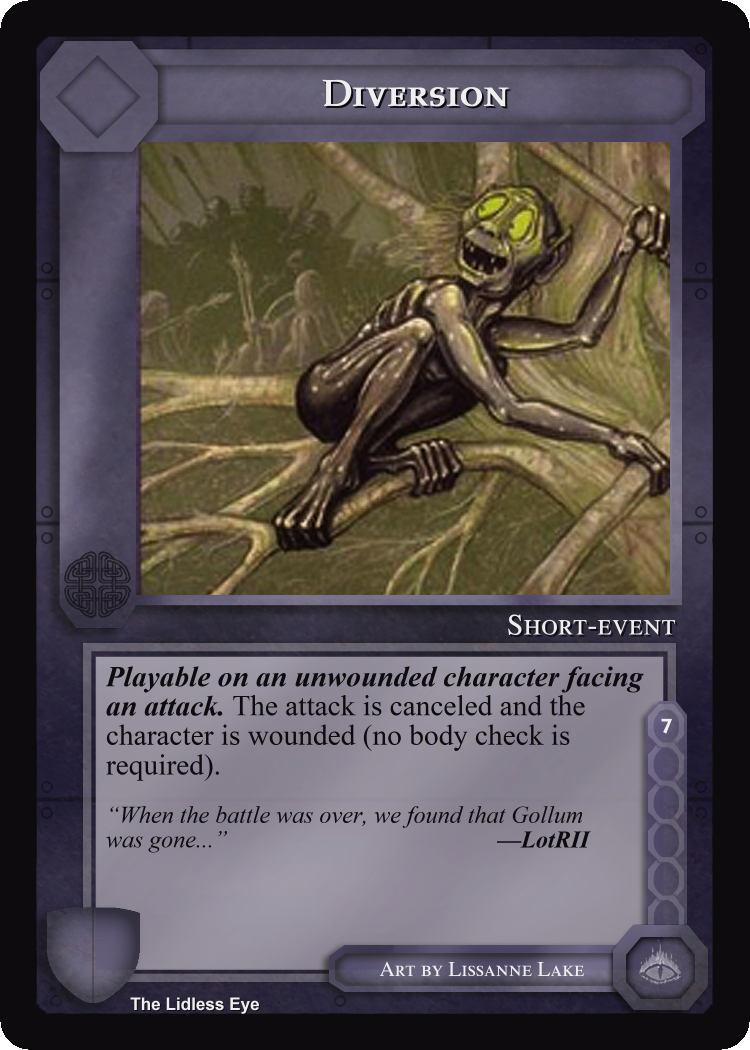 Diversion
Short-event
Playable on an unwounded character facing
an attack. The attack is canceled and the
character is wounded (no body check is
required).
7
“When the battle was over, we found that Gollum
was gone...” —LotRII
Art by Lissanne Lake
The Lidless Eye